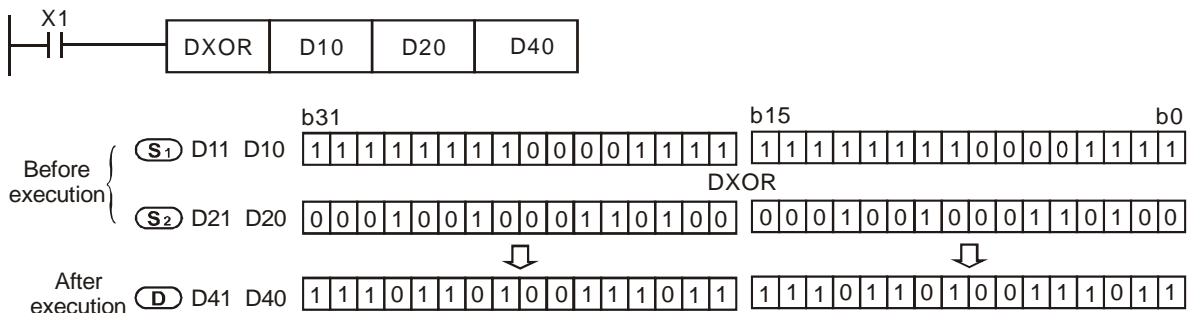 X1
DXOR D10 D20 D40
b31 b15 b0
Before execution
S1 D11 D10 1 1 1 1 1 1 1 1 0 0 0 0 1 1 1 1 1 1 1 1 1 1 1 1 0 0 0 0 1 1 1 1
DXOR
S2 D21 D20 0 0 0 1 0 0 1 0 0 0 1 1 0 1 0 0 0 0 0 1 0 0 1 0 0 0 1 1 0 1 0 0
After
execution
D D41 D40 1 1 1 0 1 1 0 1 0 0 1 1 1 0 1 1 1 1 1 0 1 1 0 1 0 0 1 1 1 0 1 1